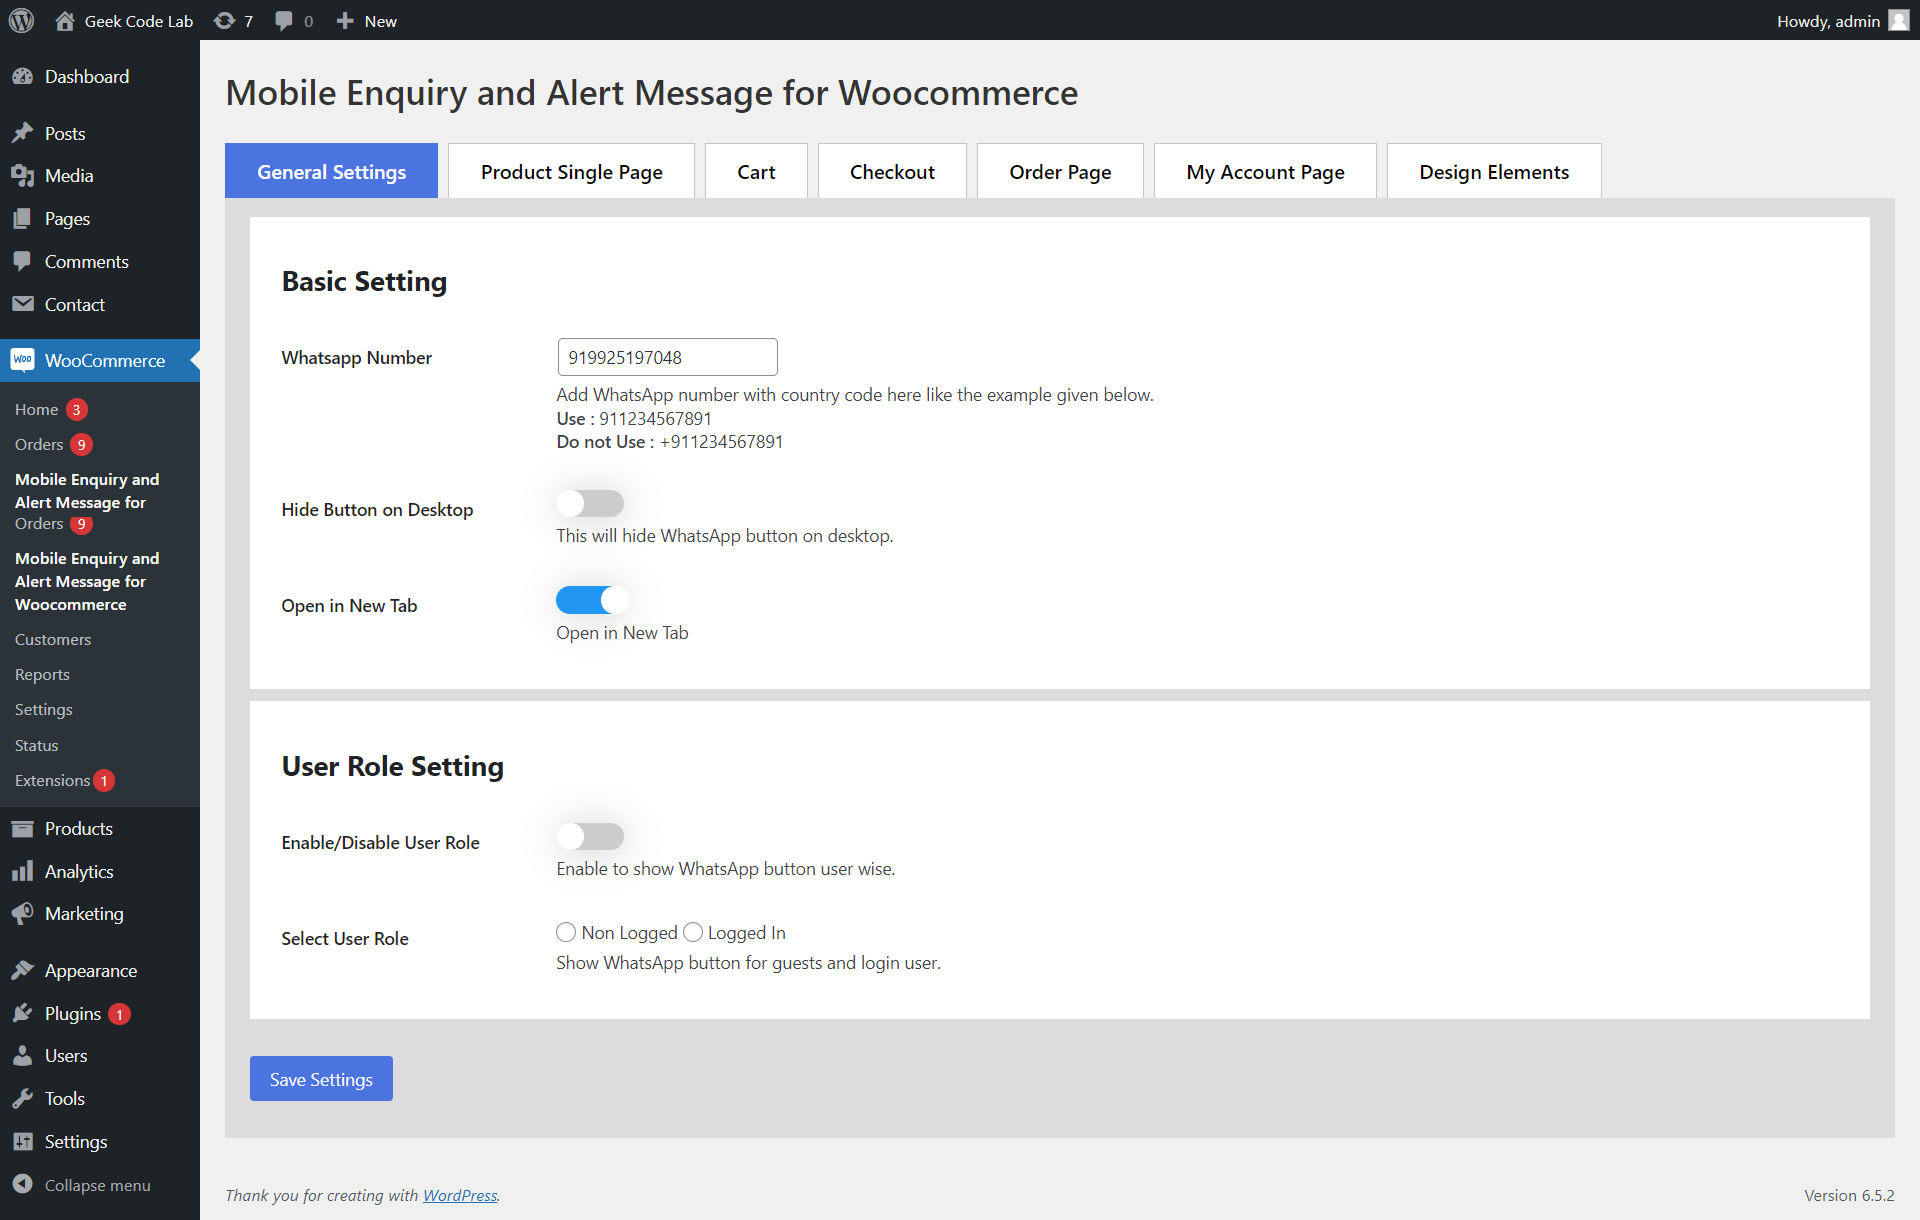 Geek Code Lab 7 0 New Howdy, admin
Dashboard
Posts
Media
Pages
Comments
Contact
Woo WooCommerce
Home 3
Orders 9
Mobile Enquiry and
Alert Message for
Orders 9
Mobile Enquiry and
Alert Message for
Woocommerce
Customers
Reports
Settings
Status
Extensions 1
Products
Analytics
Marketing
Appearance
Plugins 1
Users
Tools
Settings
Collapse menu
Mobile Enquiry and Alert Message for Woocommerce
General Settings Product Single Page Cart Checkout Order Page My Account Page Design Elements
Basic Setting
Whatsapp Number 919925197048
Add WhatsApp number with country code here like the example given below.
Use : 911234567891
Do not Use : +911234567891
Hide Button on Desktop
This will hide WhatsApp button on desktop.
Open in New Tab
Open in New Tab
User Role Setting
Enable/Disable User Role
Enable to show WhatsApp button user wise.
Select User Role Non Logged Logged In
Show WhatsApp button for guests and login user.
Save Settings
Thank you for creating with WordPress. Version 6.5.2